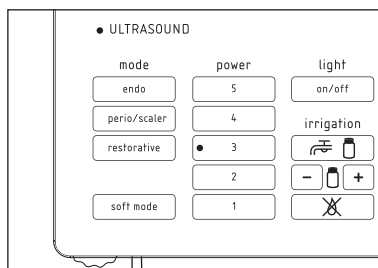 ULTRASOUND
mode power light
endo 5 on/off
perio/scaler 4
irrigation
restorative 3
2 - +
soft mode 1